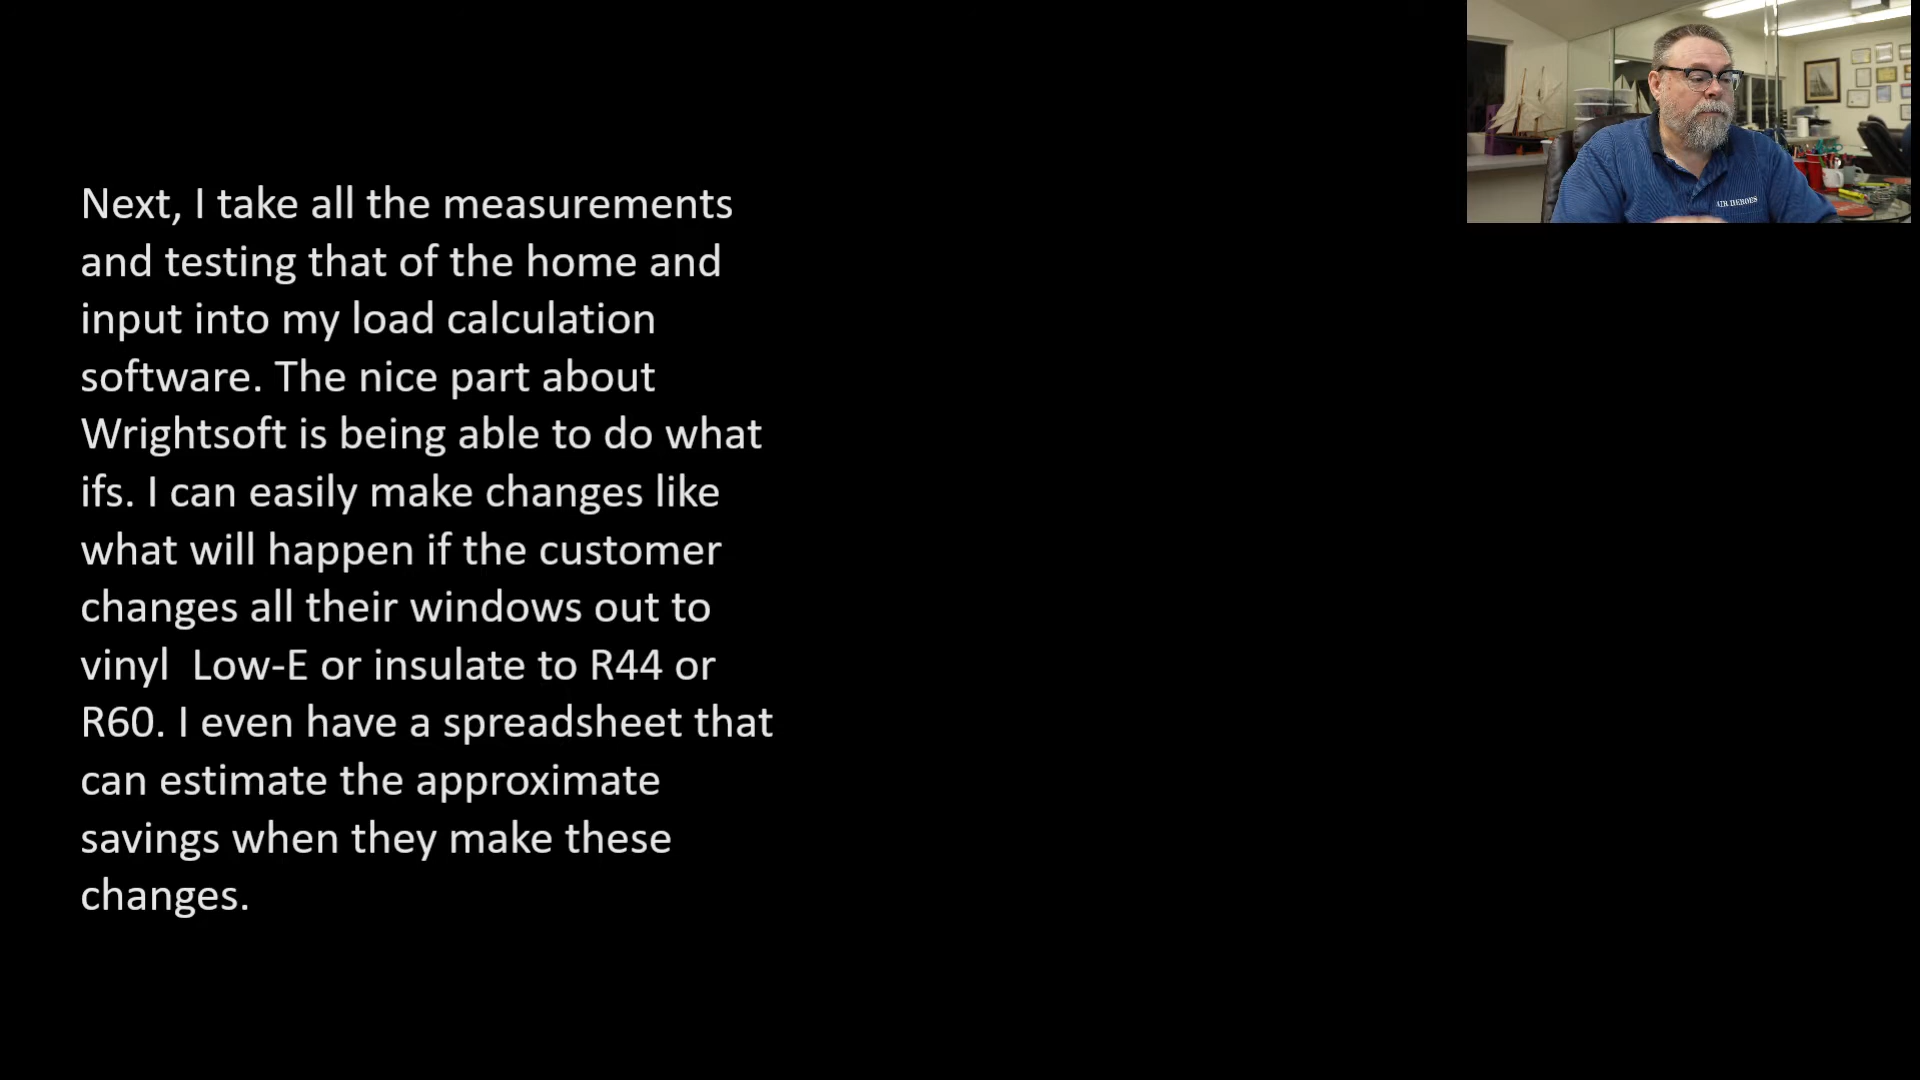 Next, I take all the measurements
and testing that of the home and
input into my load calculation
software. The nice part about
Wrightsoft is being able to do what
ifs. I can easily make changes like
what will happen if the customer
changes all their windows out to
vinyl  Low-E or insulate to R44 or
R60. I even have a spreadsheet that
can estimate the approximate
savings when they make these
changes.
AIR HEROES